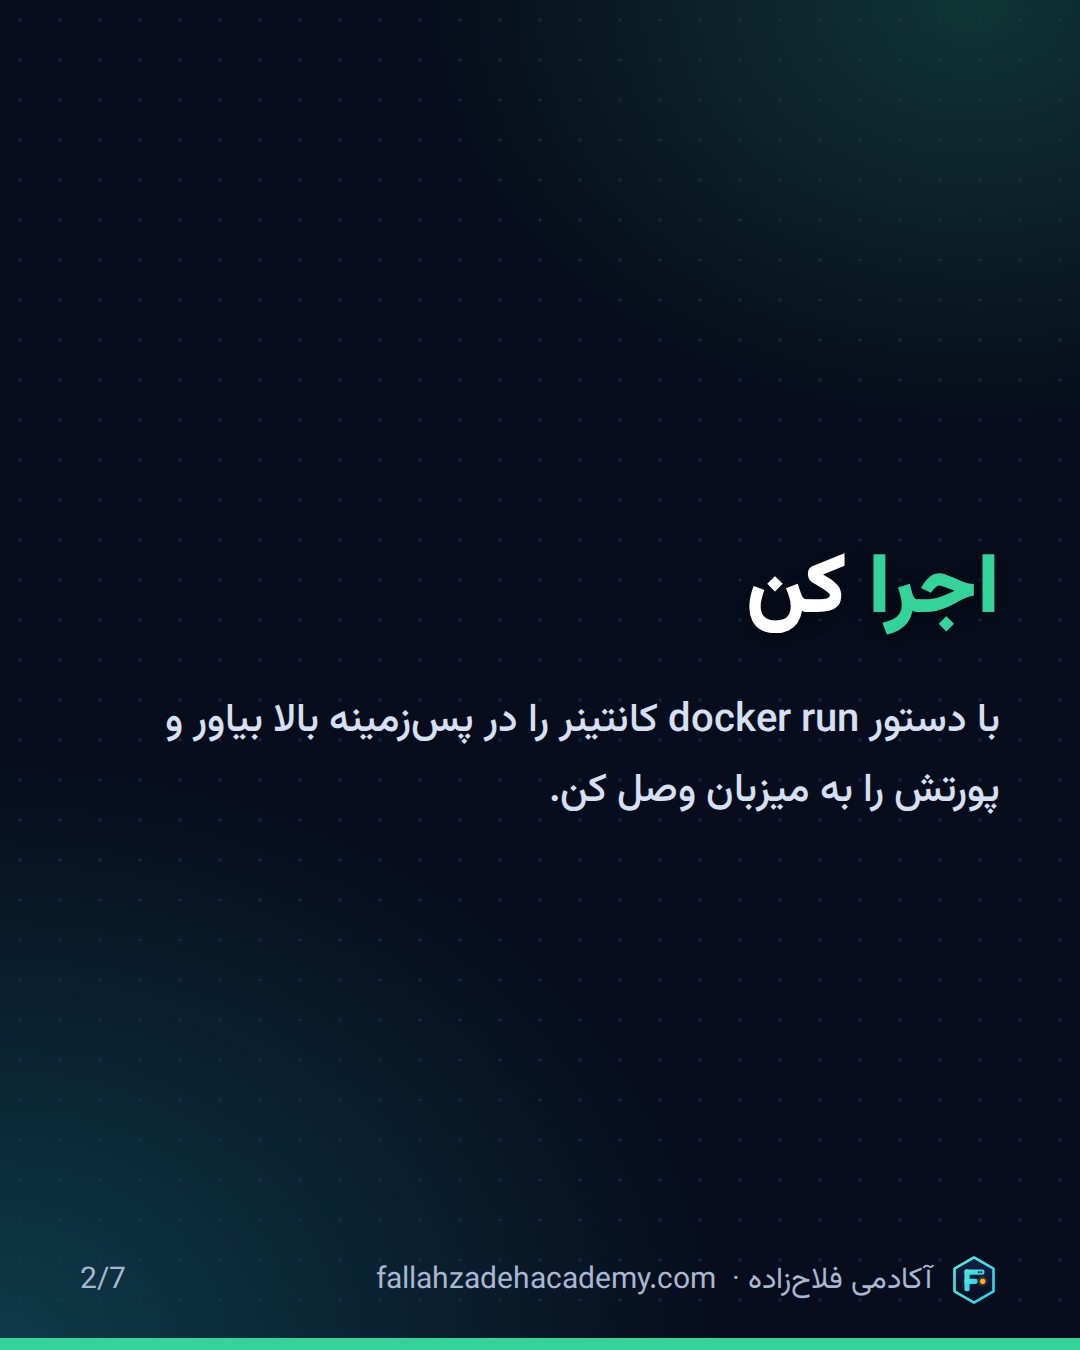 اجرا کن
با دستور docker run کانتینر را در پس‌زمینه بالا بیاور و
پورتش را به میزبان وصل کن.
آکادمی فلاح‌زاده · fallahzadehacademy.com
2/7